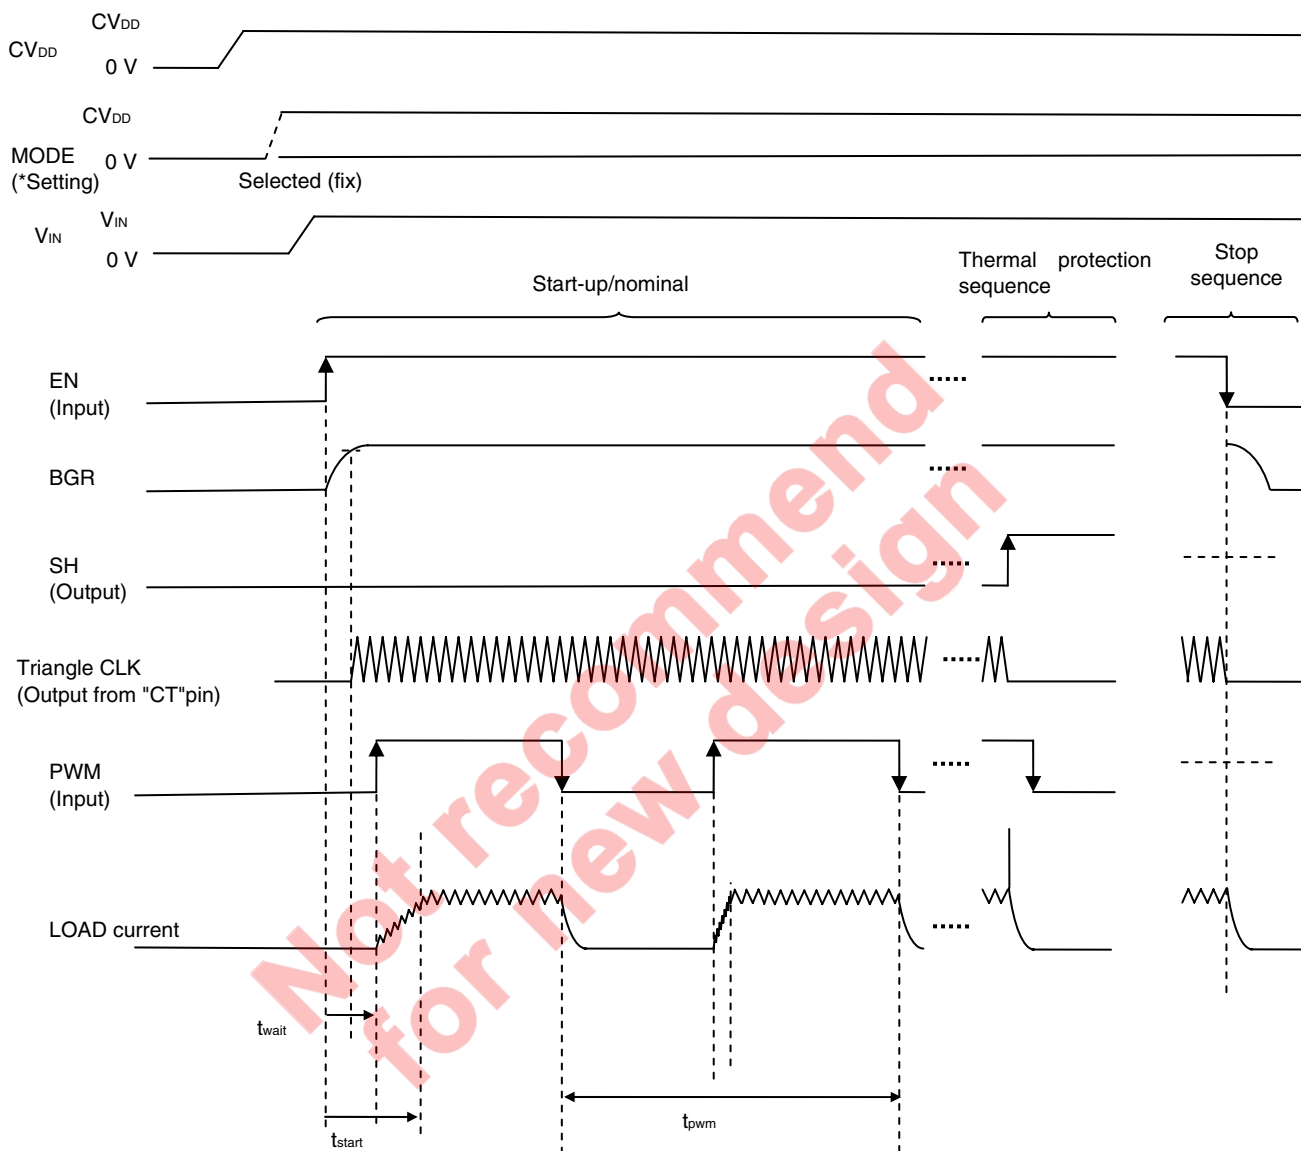 CVDD
CVDD
0 V
CVDD
MODE
0 V
(*Setting)
Selected (fix)
VIN
VIN
0 V
Start-up/nominal
Thermal protection
sequence
Stop
sequence
EN
(Input)
BGR
SH
(Output)
Triangle CLK
(Output from "CT"pin)
PWM
(Input)
LOAD current
twait
tstart
tpwm
Not recommend
for new design